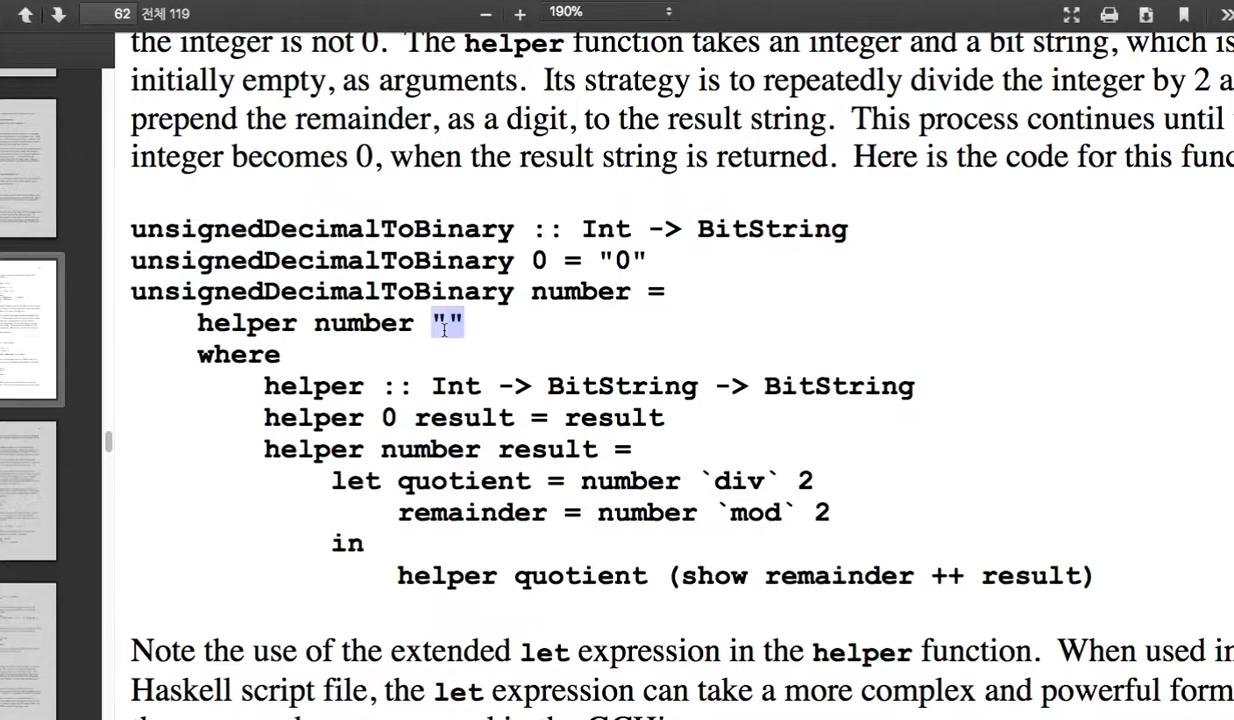 62 전체 119
190%
the integer is not 0. The helper function takes an integer and a bit string, which is
initially empty, as arguments. Its strategy is to repeatedly divide the integer by 2 a
prepend the remainder, as a digit, to the result string. This process continues until
integer becomes 0, when the result string is returned. Here is the code for this fun
unsignedDecimalToBinary :: Int -> BitString
unsignedDecimalToBinary 0 = "0"
unsignedDecimalToBinary number =
helper number ""
where
helper :: Int -> BitString -> BitString
helper 0 result = result
helper number result =
let quotient = number `div` 2
remainder = number `mod` 2
in
helper quotient (show remainder ++ result)
Note the use of the extended let expression in the helper function. When used in
Haskell script file, the let expression can take a more complex and powerful form